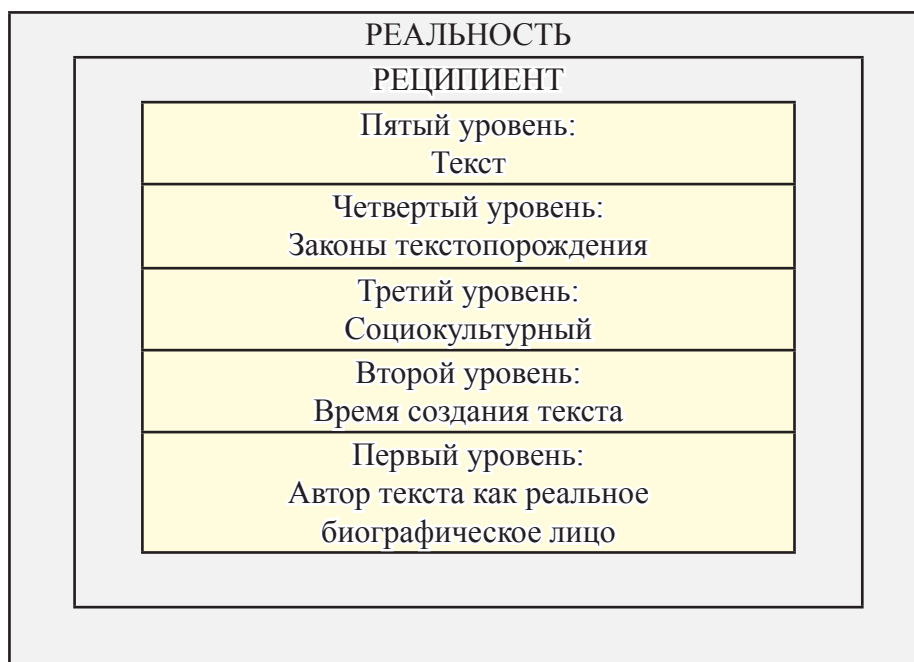 РЕАЛЬНОСТЬ
РЕЦИПИЕНТ
Пятый уровень:
Текст
Четвертый уровень:
Законы текстопорождения
Третий уровень:
Социокультурный
Второй уровень:
Время создания текста
Первый уровень:
Автор текста как реальное
биографическое лицо